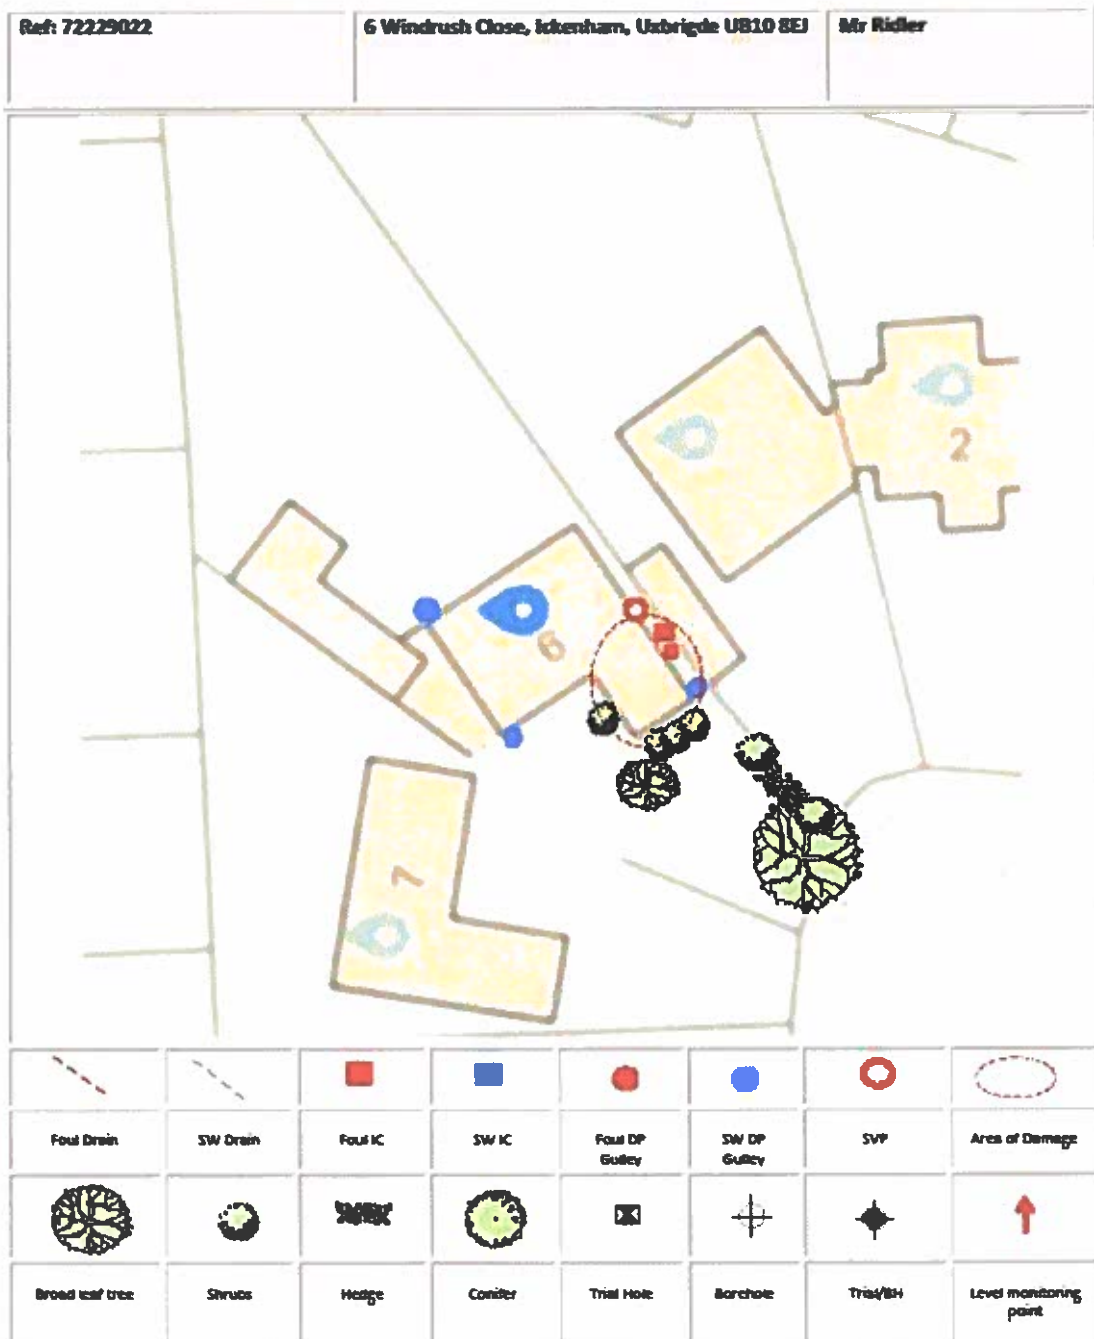 Ref: 72229022
6 Windrush Close, Ickenham, Uxbrigde UB10 8EJ
Mr Ridler
2
6
7
Foul Drain
SW Drain
Foul IC
SW IC
Foul DP
Gulley
SW DP
Gulley
SVP
Area of Damage
Broad leaf tree
Shrubs
Hedge
Conifer
Trial Hole
Borehole
Trial/BH
Level monitoring
point